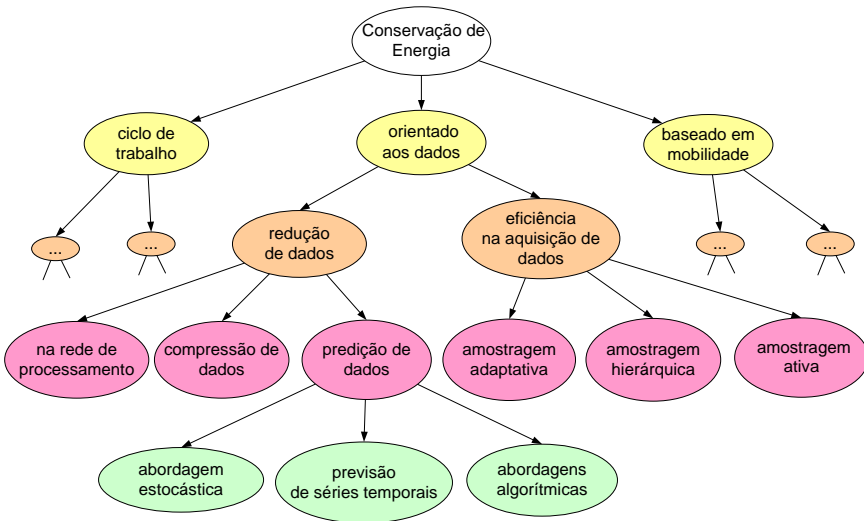 Conservação de
Energia
ciclo de
trabalho
orientado
aos dados
baseado em
mobilidade
...
...
redução
de dados
eficiência
na aquisição de
dados
...
...
na rede de
processamento
compressão de
dados
predição de
dados
amostragem
adaptativa
amostragem
hierárquica
amostragem
ativa
abordagem
estocástica
previsão
de séries temporais
abordagens
algorítmicas